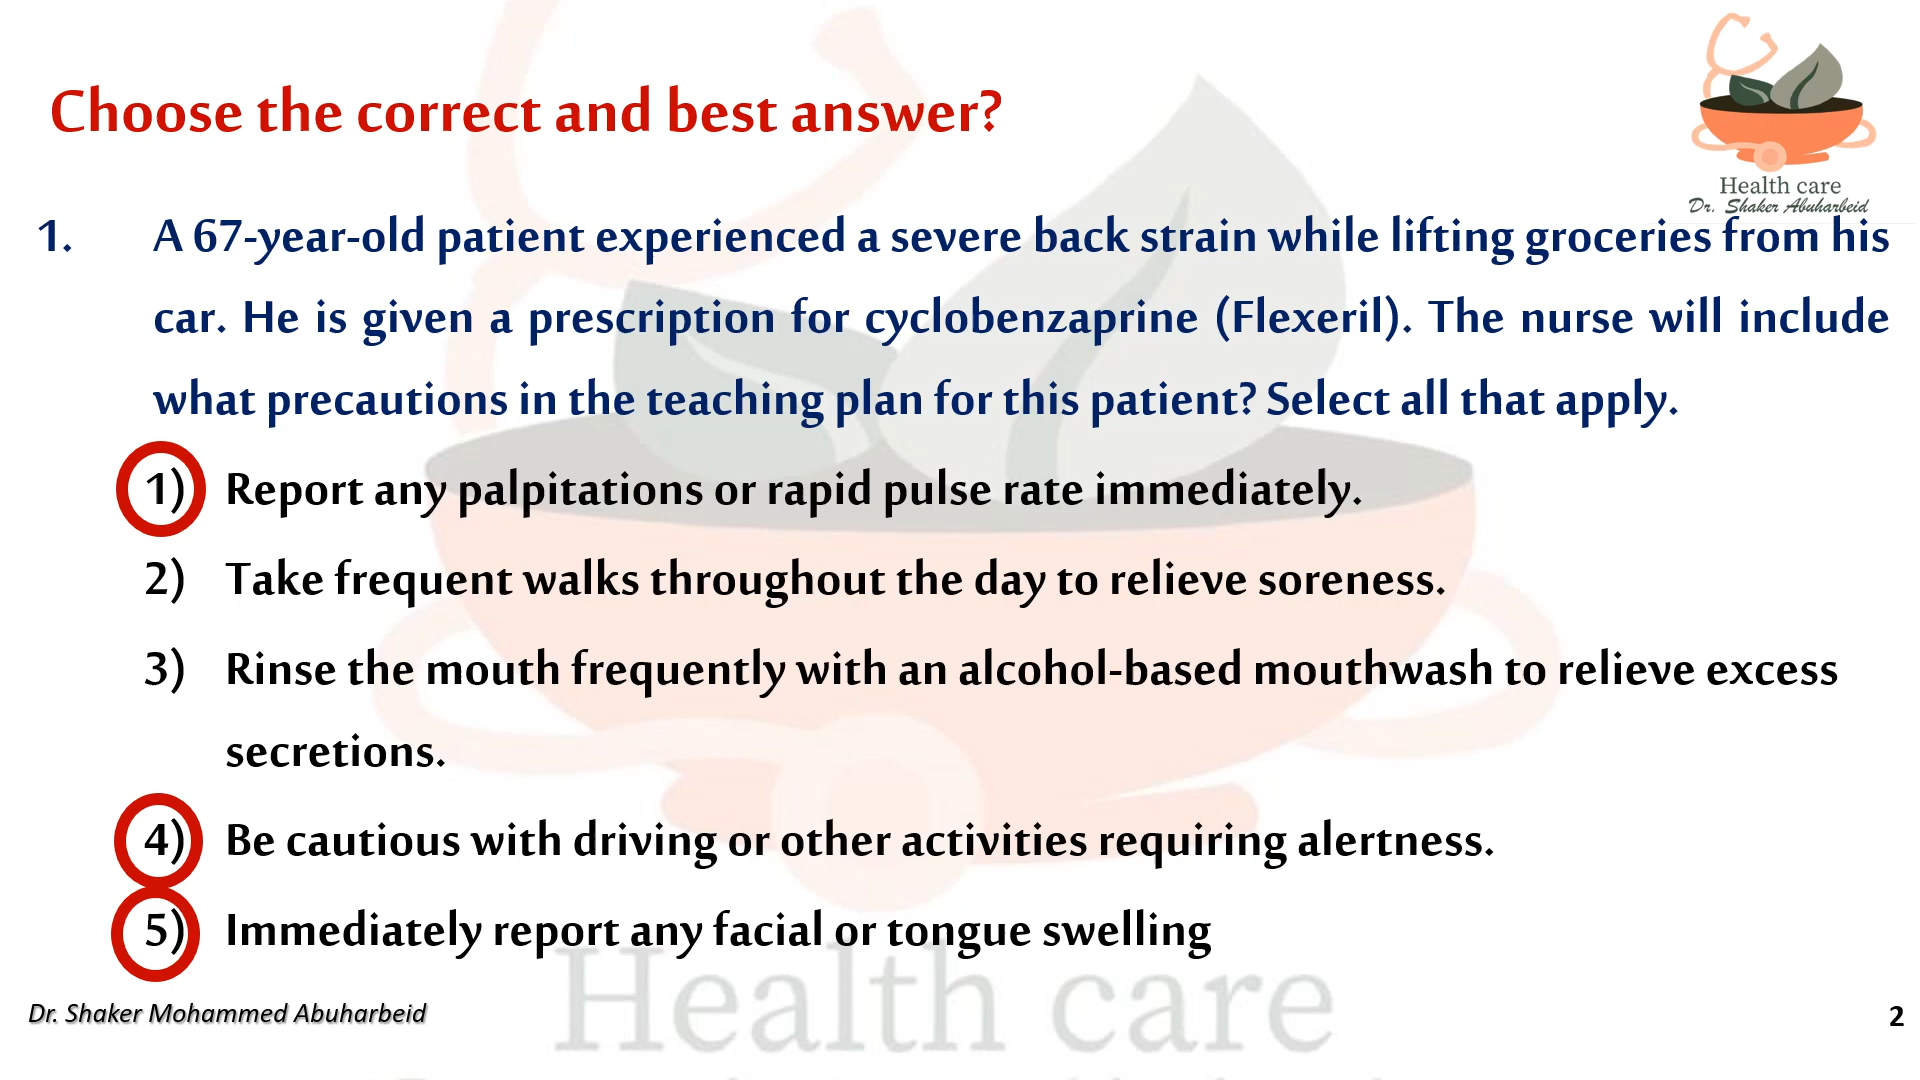 Health care
Dr. Shaker Abuharbeid
Choose the correct and best answer?
1. A 67-year-old patient experienced a severe back strain while lifting groceries from his
car. He is given a prescription for cyclobenzaprine (Flexeril). The nurse will include
what precautions in the teaching plan for this patient? Select all that apply.
1) Report any palpitations or rapid pulse rate immediately.
2) Take frequent walks throughout the day to relieve soreness.
3) Rinse the mouth frequently with an alcohol-based mouthwash to relieve excess
secretions.
4) Be cautious with driving or other activities requiring alertness.
5) Immediately report any facial or tongue swelling
Health care
Dr. Shaker Mohammed Abuharbeid
2